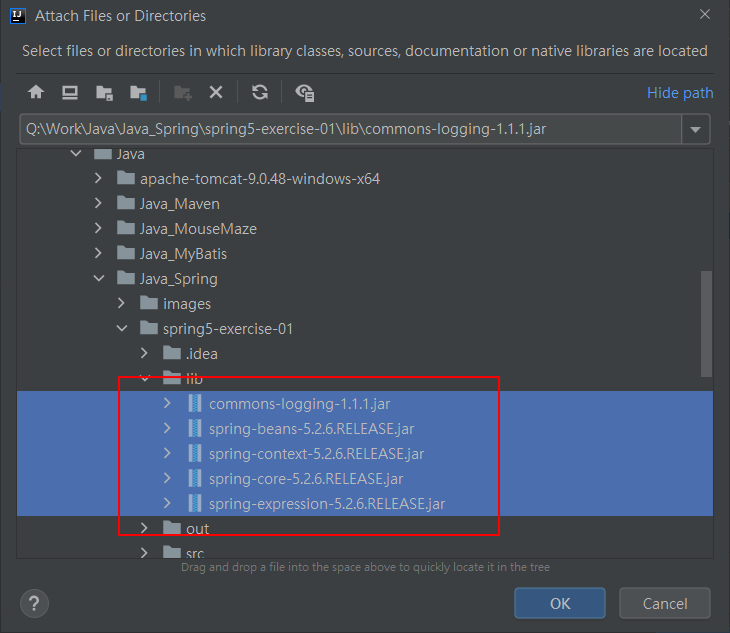 Attach Files or Directories
Select files or directories in which library classes, sources, documentation or native libraries are located
Hide path
Q:\Work\Java\Java_Spring\spring5-exercise-01\lib\commons-logging-1.1.1.jar
Java
apache-tomcat-9.0.48-windows-x64
Java_Maven
Java_MouseMaze
Java_MyBatis
Java_Spring
images
spring5-exercise-01
.idea
lib
commons-logging-1.1.1.jar
spring-beans-5.2.6.RELEASE.jar
spring-context-5.2.6.RELEASE.jar
spring-core-5.2.6.RELEASE.jar
spring-expression-5.2.6.RELEASE.jar
out
src
Drag and drop a file into the space above to quickly locate it in the tree
?
OK
Cancel